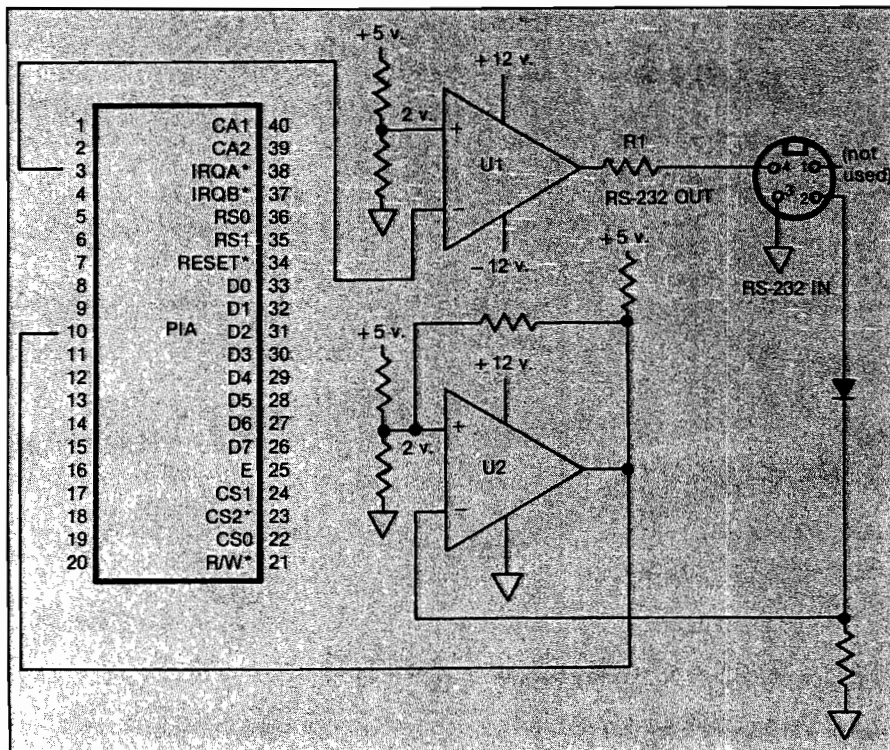 +5 v.
+12 v.
2 v.
+
U1
−
−12 v.
R1
RS-232 OUT
4
1
3
2
(not
used)
RS-232 IN
+5 v.
+5 v.
+12 v.
2 v.
+
U2
−
PIA
1 CA1 40
2 CA2 39
3 IRQA* 38
4 IRQB* 37
5 RS0 36
6 RS1 35
7 RESET* 34
8 D0 33
9 D1 32
10 D2 31
11 D3 30
12 D4 29
13 D5 28
14 D6 27
15 D7 26
16 E 25
17 CS1 24
18 CS2* 23
19 CS0 22
20 R/W* 21